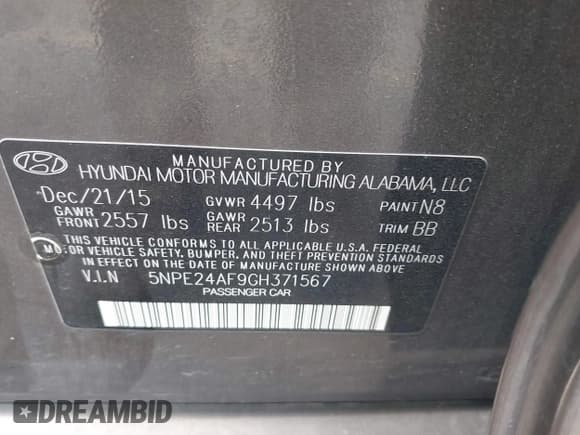 MANUFACTURED BY
HYUNDAI MOTOR MANUFACTURING ALABAMA, LLC
Dec/21/15 GVWR 4497 lbs PAINT N8
GAWR FRONT 2557 lbs GAWR REAR 2513 lbs TRIM BB
THIS VEHICLE CONFORMS TO ALL APPLICABLE U.S.A. FEDERAL
MOTOR VEHICLE SAFETY, BUMPER, AND THEFT PREVENTION STANDARDS
IN EFFECT ON THE DATE OF MANUFACTURE SHOWN ABOVE.
V.I.N 5NPE24AF9GH371567
PASSENGER CAR
DREAMBID